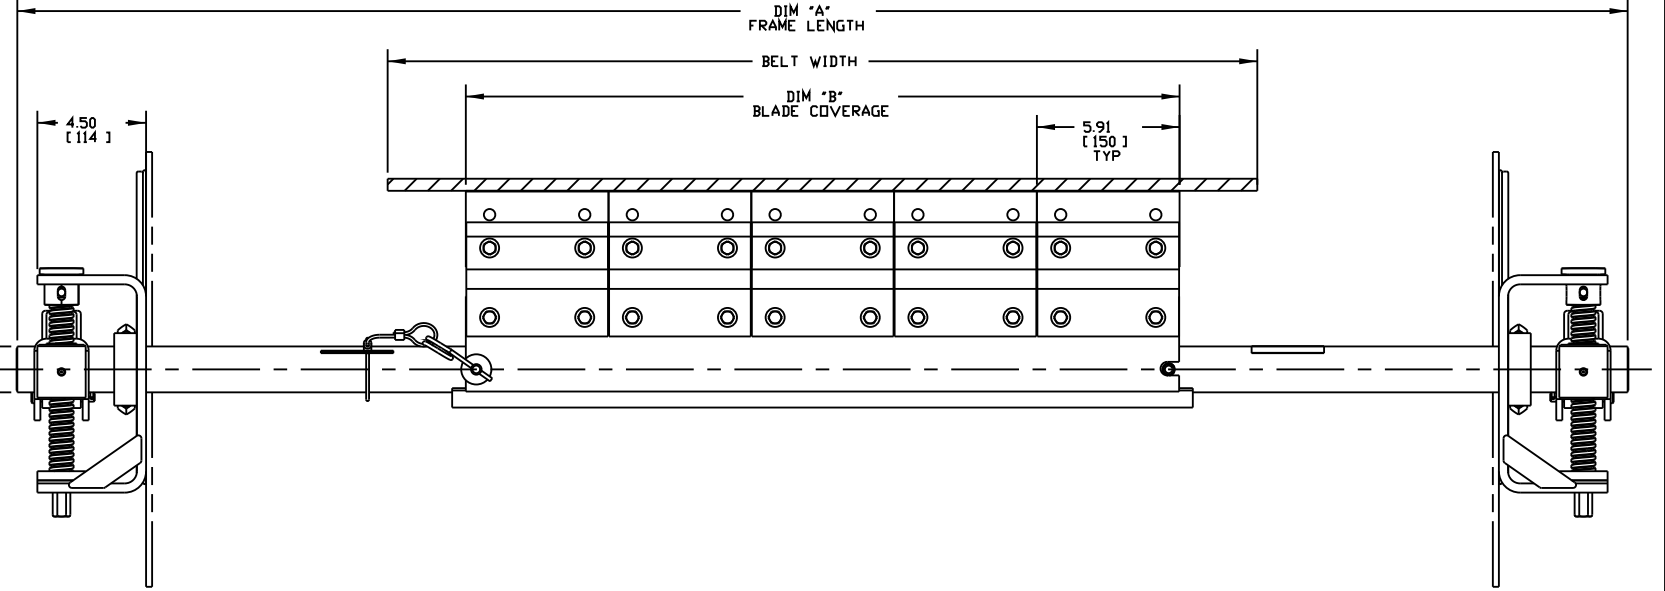 DIM "A"
FRAME LENGTH
BELT WIDTH
DIM "B"
BLADE COVERAGE
4.50
[ 114 ]
5.91
[ 150 ]
TYP